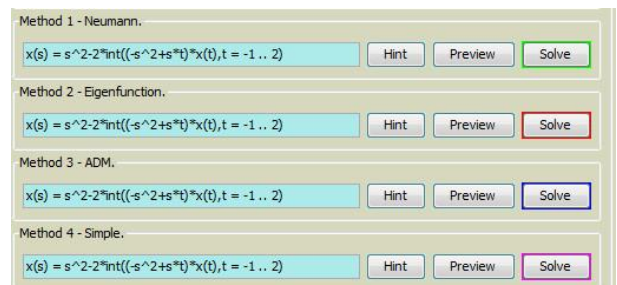 Method 1 - Neumann.
x(s) = s^2-2*int((-s^2+s*t)*x(t),t = -1 .. 2) Hint Preview Solve
Method 2 - Eigenfunction.
x(s) = s^2-2*int((-s^2+s*t)*x(t),t = -1 .. 2) Hint Preview Solve
Method 3 - ADM.
x(s) = s^2-2*int((-s^2+s*t)*x(t),t = -1 .. 2) Hint Preview Solve
Method 4 - Simple.
x(s) = s^2-2*int((-s^2+s*t)*x(t),t = -1 .. 2) Hint Preview Solve